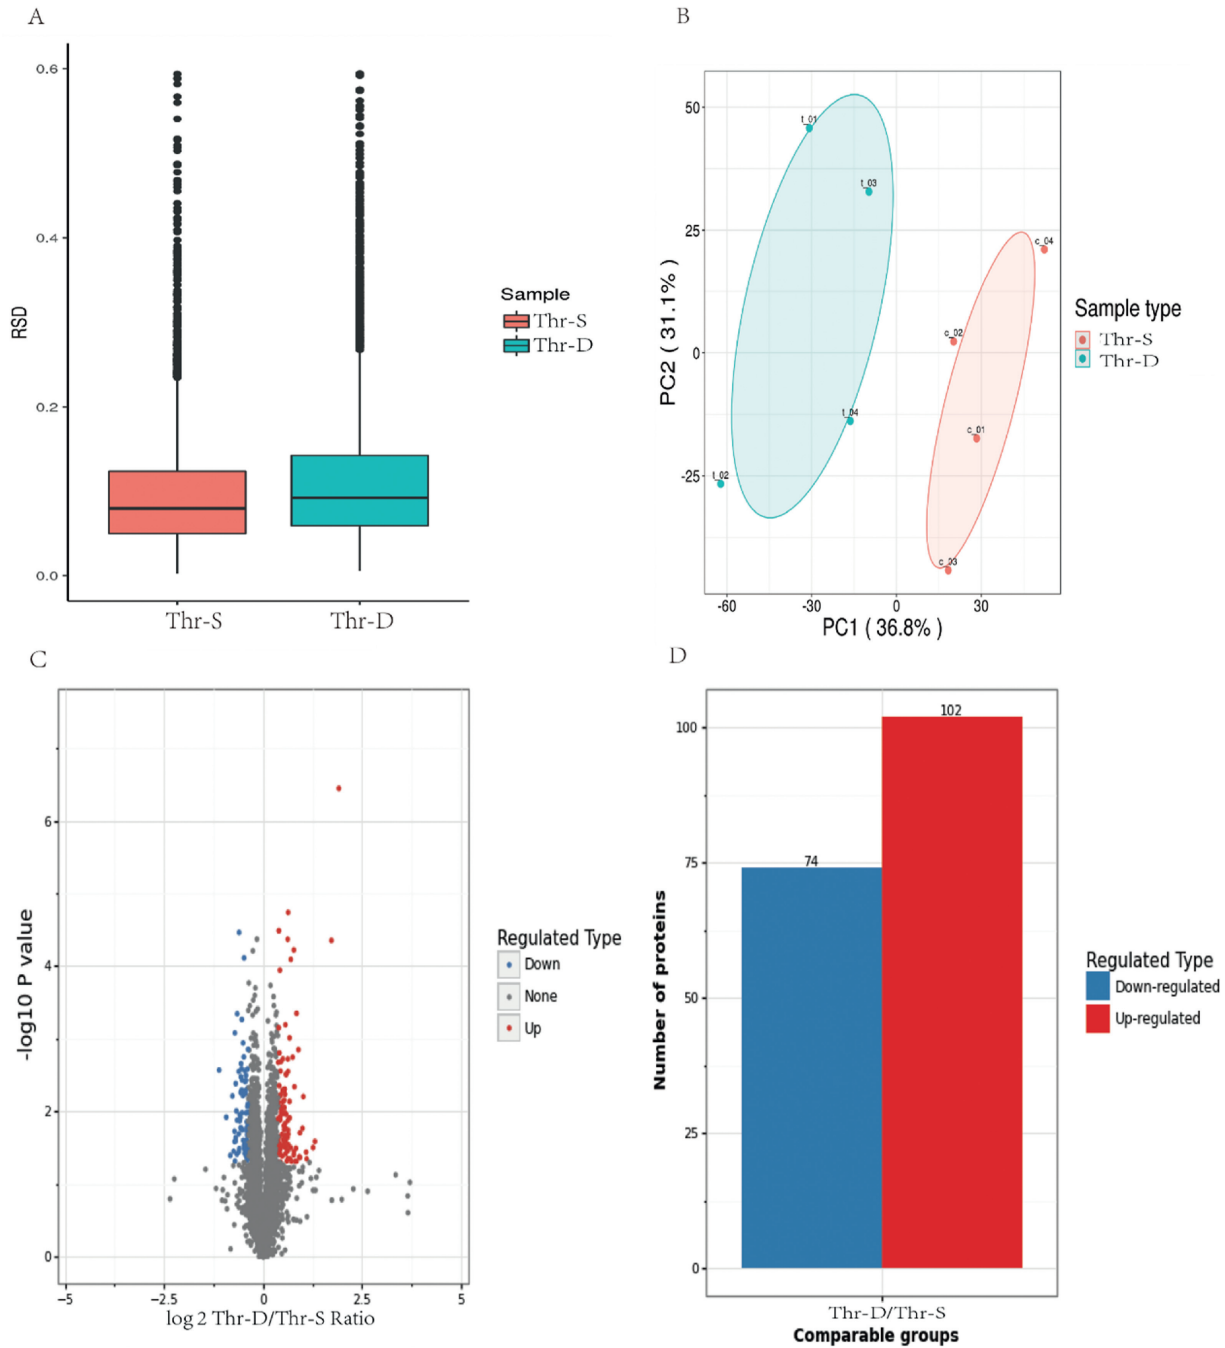 A
0.6
0.4
0.2
0.0
RSD
Thr-S
Thr-D
Sample
Thr-S
Thr-D
B
50
25
0
-25
PC2 ( 31.1% )
t_01
t_03
c_04
c_02
t_04
c_01
t_02
c_03
-60
-30
0
30
PC1 ( 36.8% )
Sample type
Thr-S
Thr-D
C
6
4
2
0
-log10 P value
−5
−2.5
0
2.5
5
log 2 Thr-D/Thr-S Ratio
Regulated Type
Down
None
Up
D
100
75
50
25
0
Number of proteins
74
102
Thr-D/Thr-S
Comparable groups
Regulated Type
Down-regulated
Up-regulated